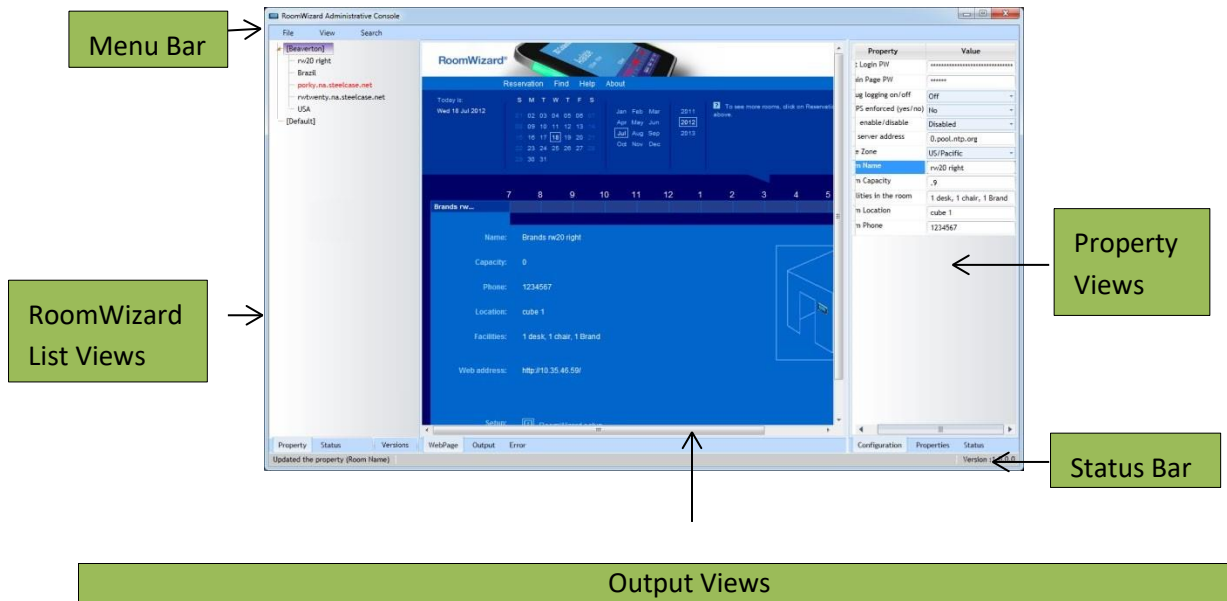 RoomWizard Administrative Console
File View Search
Menu Bar
[Beaverton]
rw20 right
Brazil
porky.na.steelcase.net
rwtwenty.na.steelcase.net
USA
[Default]
RoomWizard
List Views
RoomWizard®
Reservation Find Help About
Today is:
Wed 18 Jul 2012
S M T W T F S
02 03 04 05 06
09 10 11 12 13
16 17 18 19 20
23 24 25 26 27
30 31
Jan Feb Mar
Apr May Jun
Jul Aug Sep
Oct Nov Dec
2011
2012
2013
? To see more rooms, click on Reservatio
above.
7 8 9 10 11 12 1 2 3 4 5
Brands rw...
Name: Brands rw20 right
Capacity: 0
Phone: 1234567
Location: cube 1
Facilities: 1 desk, 1 chair, 1 Brand
Web address: http://10.35.46.59/
Setup:
Property Value
t Login PW
in Page PW ******
ug logging on/off Off
PS enforced (yes/no) No
enable/disable Disabled
server address 0.pool.ntp.org
e Zone US/Pacific
m Name rw20 right
m Capacity .9
lities in the room 1 desk, 1 chair, 1 Brand
m Location cube 1
m Phone 1234567
Property
Views
Property Status Versions
WebPage Output Error
Configuration Properties Status
Updated the property (Room Name)
Version :
Status Bar
Output Views